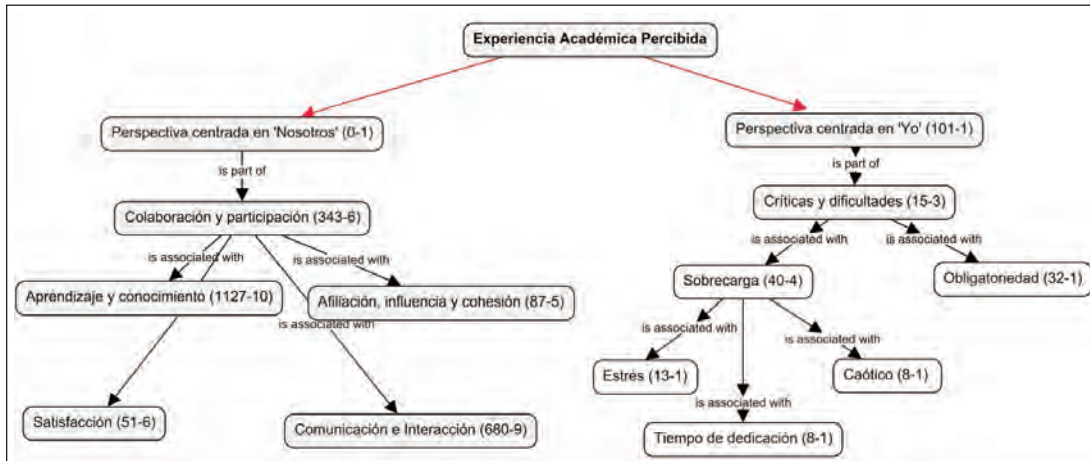 Experiencia Académica Percibida
Perspectiva centrada en 'Nosotros' (0-1)
Perspectiva centrada en 'Yo' (101-1)
is part of
is part of
Colaboración y participación (343-6)
Críticas y dificultades (15-3)
is associated with
is associated with
is associated with
is associated with
Aprendizaje y conocimiento (1127-10)
Afiliación, influencia y cohesión (87-5)
Sobrecarga (40-4)
Obligatoriedad (32-1)
is associated with
is associated with
is associated with
Estrés (13-1)
Caótico (8-1)
is associated with
Satisfacción (51-6)
Comunicación e Interacción (680-9)
Tiempo de dedicación (8-1)